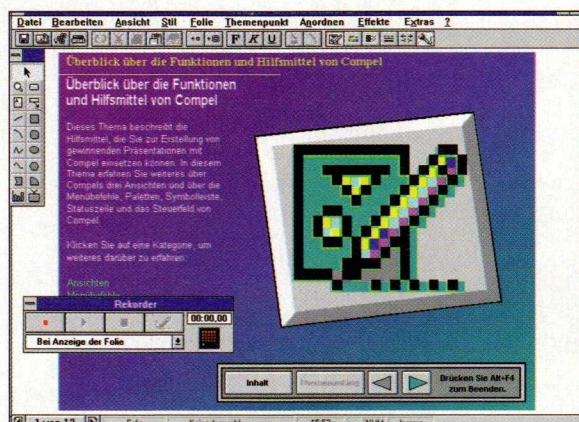 Datei Bearbeiten Ansicht Stil Folie Themenpunkt Anordnen Effekte Extras ?
F K U
Überblick über die Funktionen und Hilfsmittel von Compel
Überblick über die Funktionen
und Hilfsmittel von Compel
Dieses Thema beschreibt die
Hilfsmittel, die Sie zur Erstellung von
gewinnenden Präsentationen mit
Compel einsetzen können. In diesem
Thema erfahren Sie weiteres über
Compels drei Ansichten und über die
Menübefehle, Paletten, Symbolleiste,
Statuszeile und das Steuerfeld von
Compel.
Klicken Sie auf eine Kategorie, um
weiteres darüber zu erfahren:
Ansichten
Menübefehle
Rekorder
00:00,00
Bei Anzeige der Folie
Inhalt
Drücken Sie Alt+F4
zum Beenden.
1 von 12